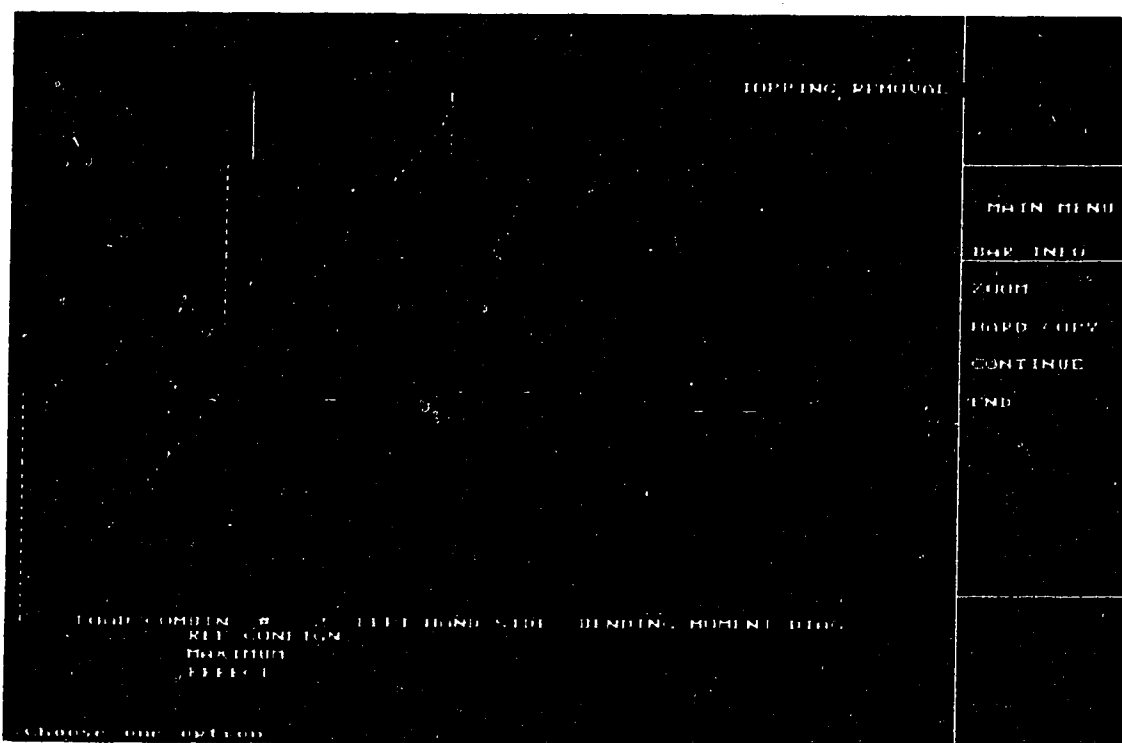 TOPPING REMOVAL
MAIN MENU
BAR INFO
ZOOM
HARD COPY
CONTINUE
END
LOAD COMBIN # LEFT HAND SIDE BENDING MOMENT DIAG
REF CONFIGN
MAXIMUM
EFFECT
Choose one option